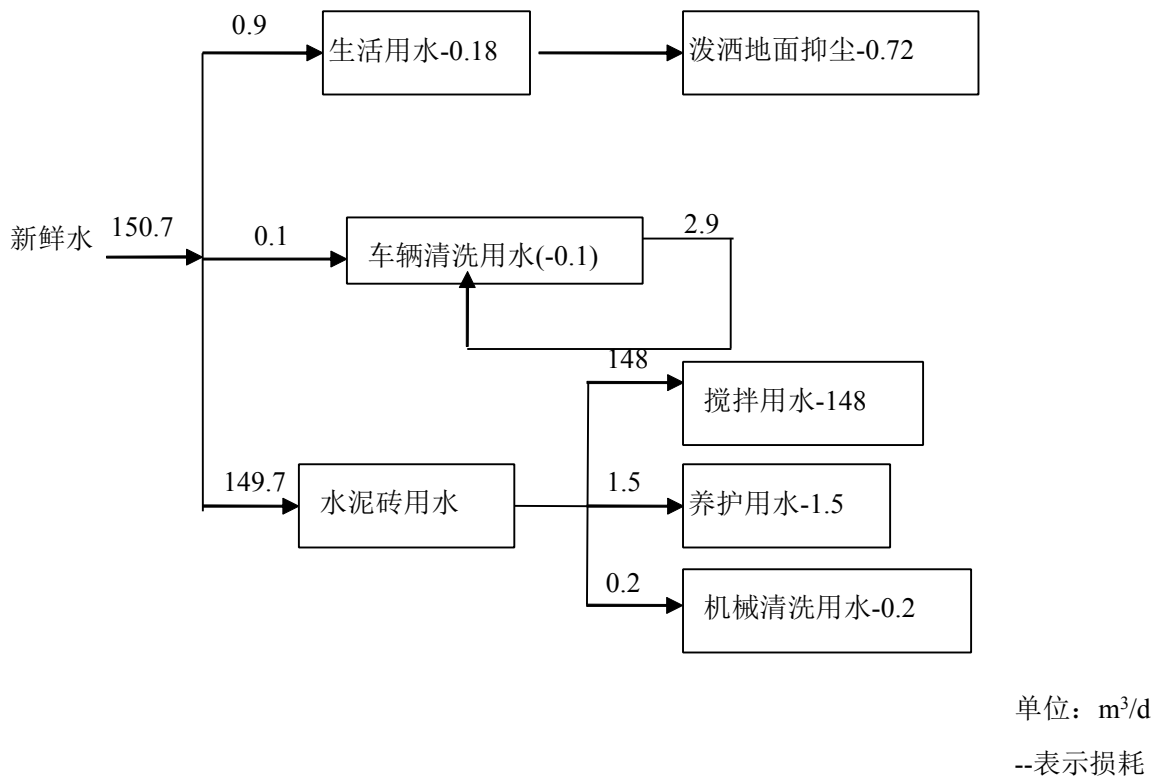 0.9
生活用水-0.18
泼洒地面抑尘-0.72
新鲜水
150.7
0.1
车辆清洗用水(-0.1)
2.9
148
搅拌用水-148
149.7
水泥砖用水
1.5
养护用水-1.5
0.2
机械清洗用水-0.2
单位：m³/d
--表示损耗